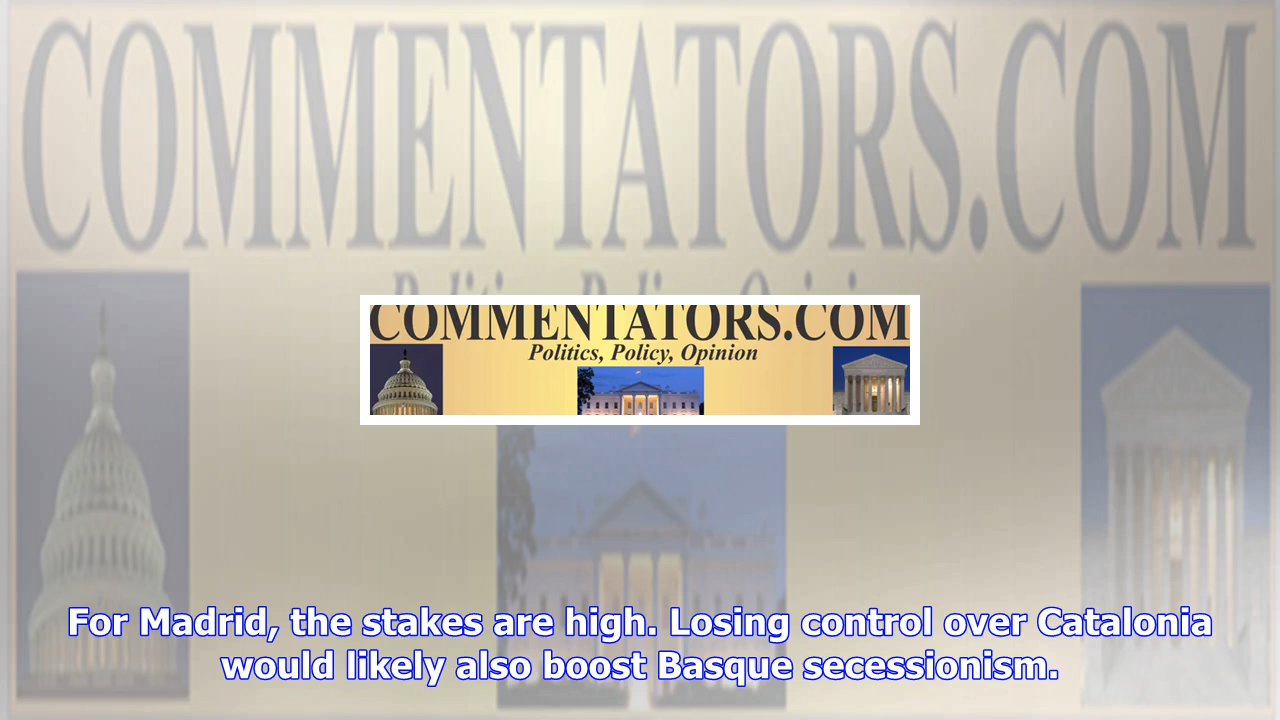 COMMENTATORS.COM
COMMENTATORS.COM
Politics, Policy, Opinion
For Madrid, the stakes are high. Losing control over Catalonia
would likely also boost Basque secessionism.